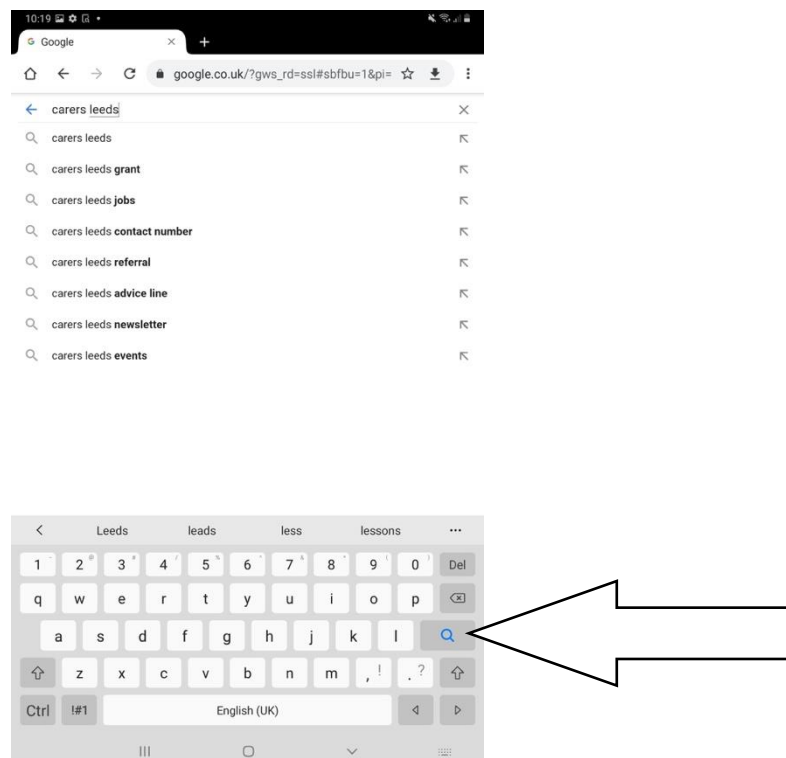 10:19
Google
google.co.uk/?gws_rd=ssl#sbfbu=1&pi=
carers leeds
carers leeds
carers leeds grant
carers leeds jobs
carers leeds contact number
carers leeds referral
carers leeds advice line
carers leeds newsletter
carers leeds events
Leeds leads less lessons ...
1 2 @ 3 # 4 / 5 % 6 7 & 8 9 ( 0 ) Del
q w e r t y u i o p
a s d f g h j k l
z x c v b n m , ! . ?
Ctrl !#1 English (UK)